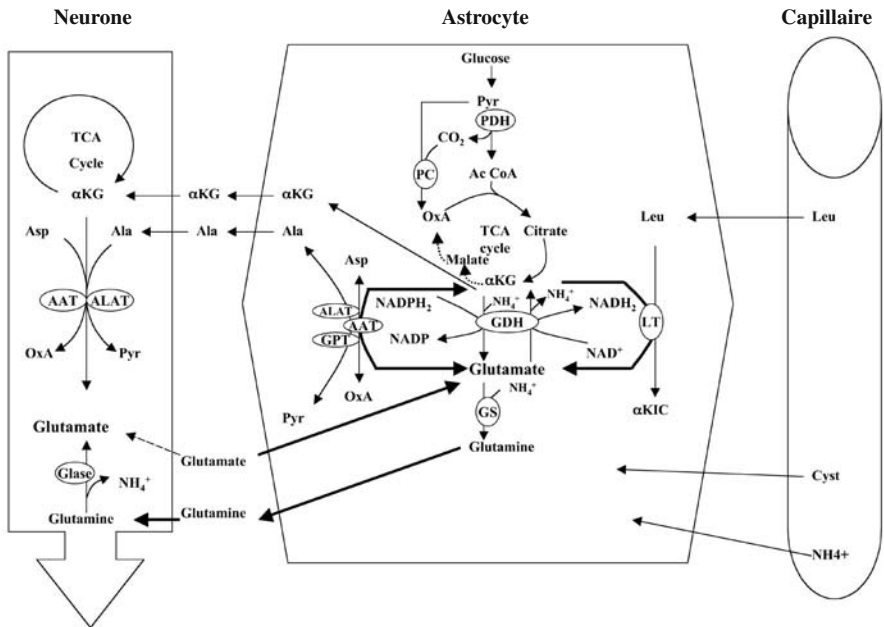 Neurone
Astrocyte
Capillaire
Glucose
Pyr
PDH
CO₂
PC
Ac CoA
OxA
TCA
cycle
Citrate
Malate
αKG
TCA
Cycle
αKG
αKG
αKG
Asp
Ala
Ala
Ala
AAT
ALAT
OxA
Pyr
Glutamate
Glase
NH₄⁺
Glutamine
Glutamate
Glutamine
Asp
ALAT
AAT
GPT
OxA
Pyr
NADPH₂
NH₄⁺
NH₄⁺
NADH₂
GDH
NADP
NAD⁺
Glutamate
NH₄⁺
GS
Glutamine
Leu
Leu
LT
αKIC
Cyst
NH4+